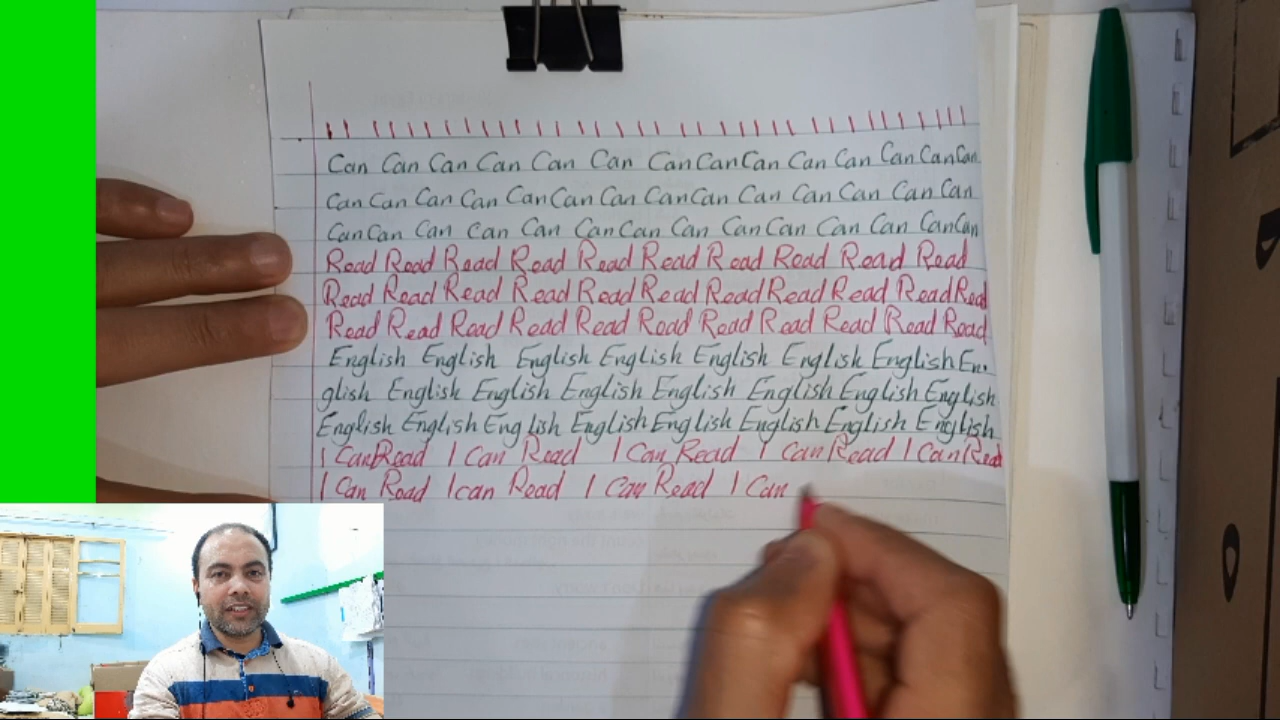 Can Can Can Can Can Can Can Can Can Can Can Can Can Can
Can Can Can Can Can Can Can Can Can Can Can Can Can Can
Can Can Can Can Can Can Can Can Can Can Can Can Can
Read Read Read Read Read Read Read Read Read Read
Read Read Read Read Read Read Read Read Read Read Read
Read Read Read Read Read Read Read Read Read Read Read
English English English English English English English En.
glish English English English English English English English
English English English English English English English English
I Can Read I Can Read I Can Read I Can Read I Can Read
I Can Read I can Read I Can Read I Can